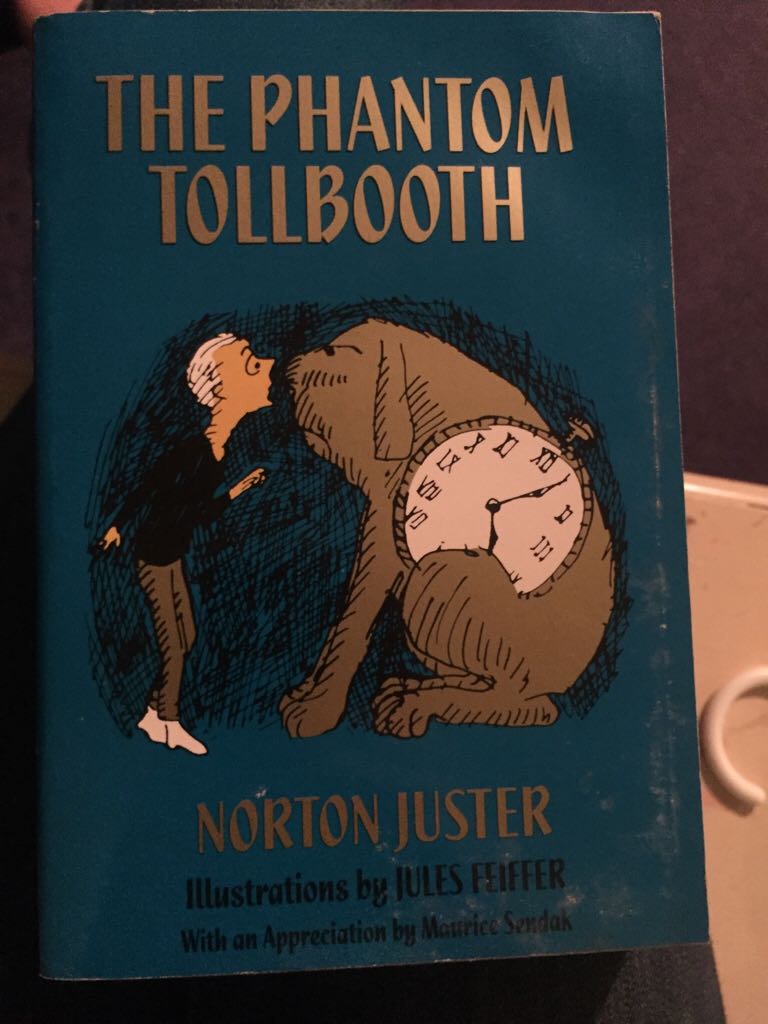 THE PHANTOM
TOLLBOOTH
NORTON JUSTER
Illustrations by JULES FEIFFER
With an Appreciation by Maurice Sendak